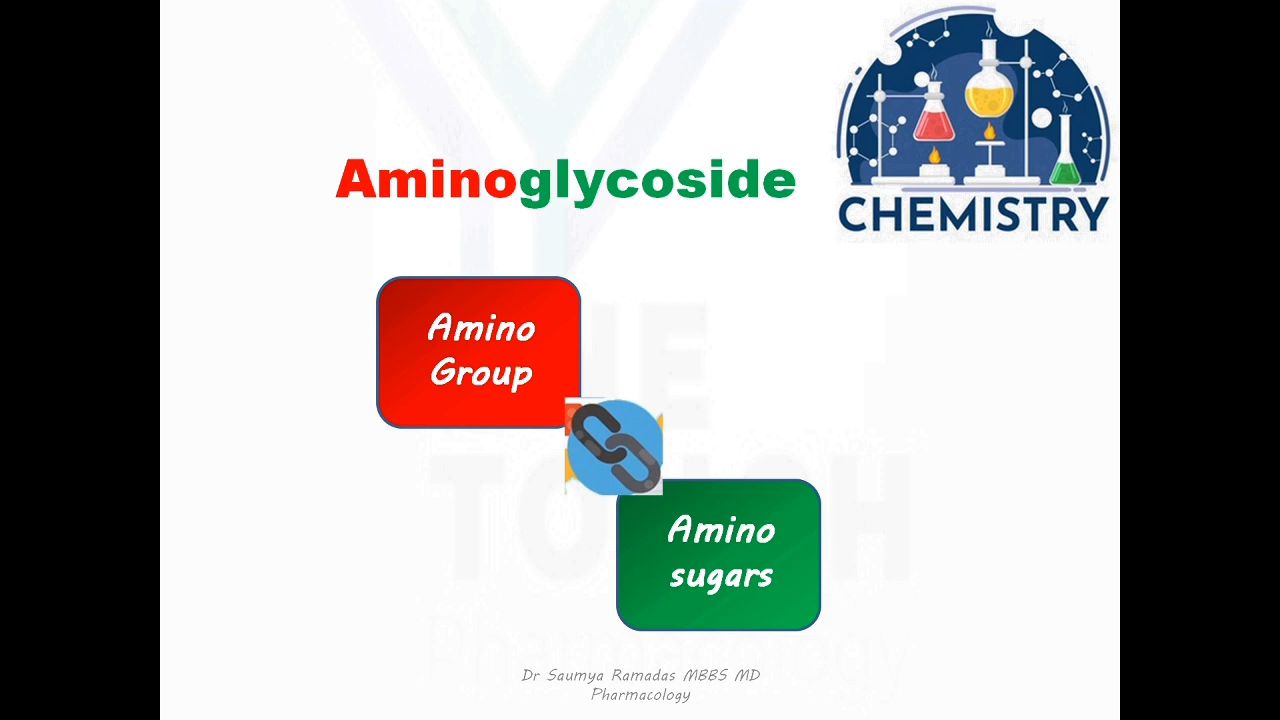 Aminoglycoside
CHEMISTRY
Amino
Group
Amino
sugars
Dr Saumya Ramadas MBBS MD
Pharmacology